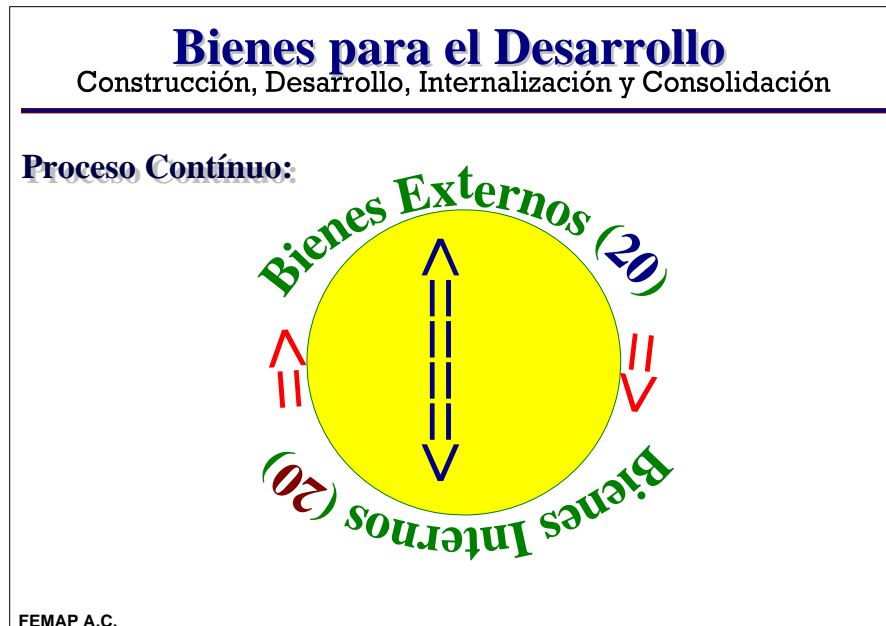 Bienes para el Desarrollo
Construcción, Desarrollo, Internalización y Consolidación
Proceso Contínuo:
Bienes Externos (20)
=>
<====>
=>
Bienes Internos (20)
FEMAP A.C.